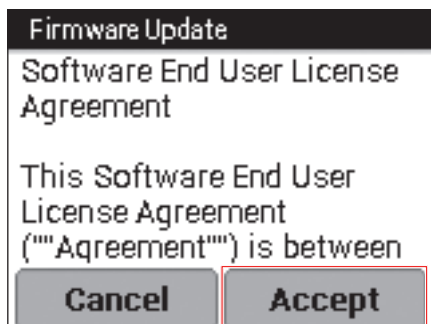 Firmware Update
Software End User License
Agreement
This Software End User
License Agreement
(""Agreement"") is between
Cancel
Accept